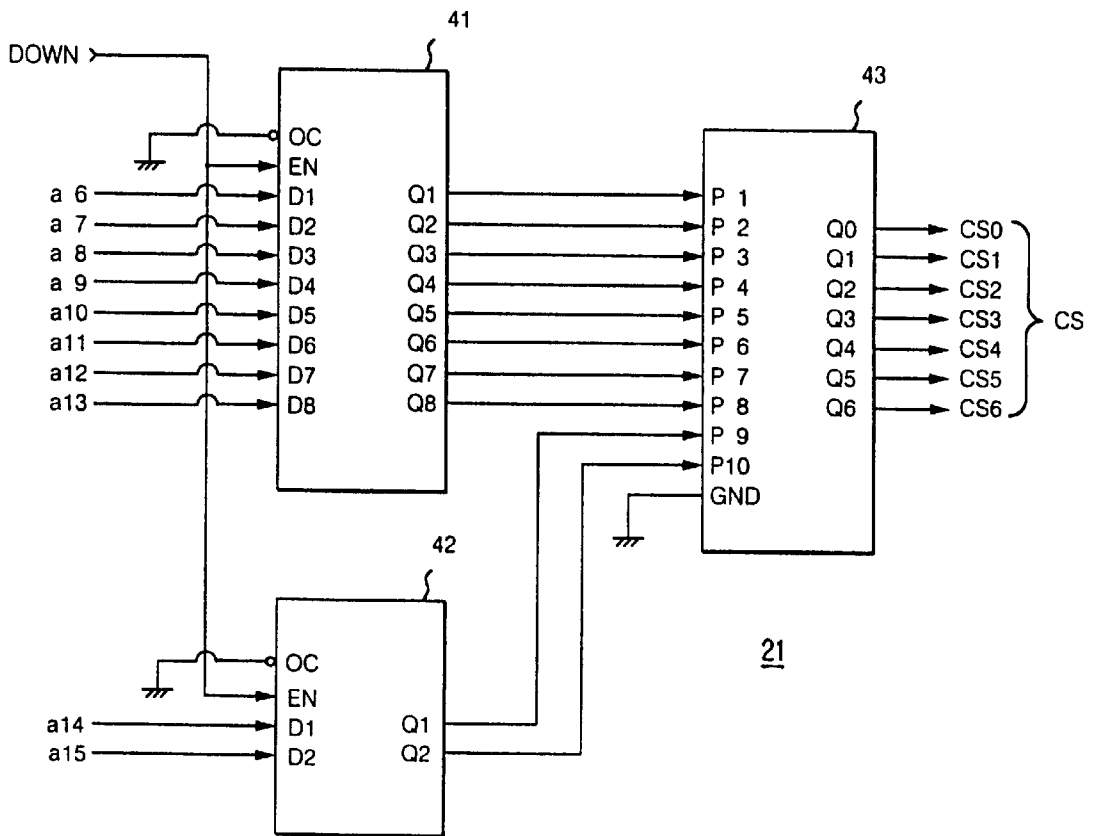 41
DOWN
43
OC
EN
a 6 D1 Q1 P 1
a 7 D2 Q2 P 2 Q0 CS0
a 8 D3 Q3 P 3 Q1 CS1
a 9 D4 Q4 P 4 Q2 CS2
a10 D5 Q5 P 5 Q3 CS3 CS
a11 D6 Q6 P 6 Q4 CS4
a12 D7 Q7 P 7 Q5 CS5
a13 D8 Q8 P 8 Q6 CS6
P 9
P10
GND
42
21
OC
EN
a14 D1 Q1
a15 D2 Q2